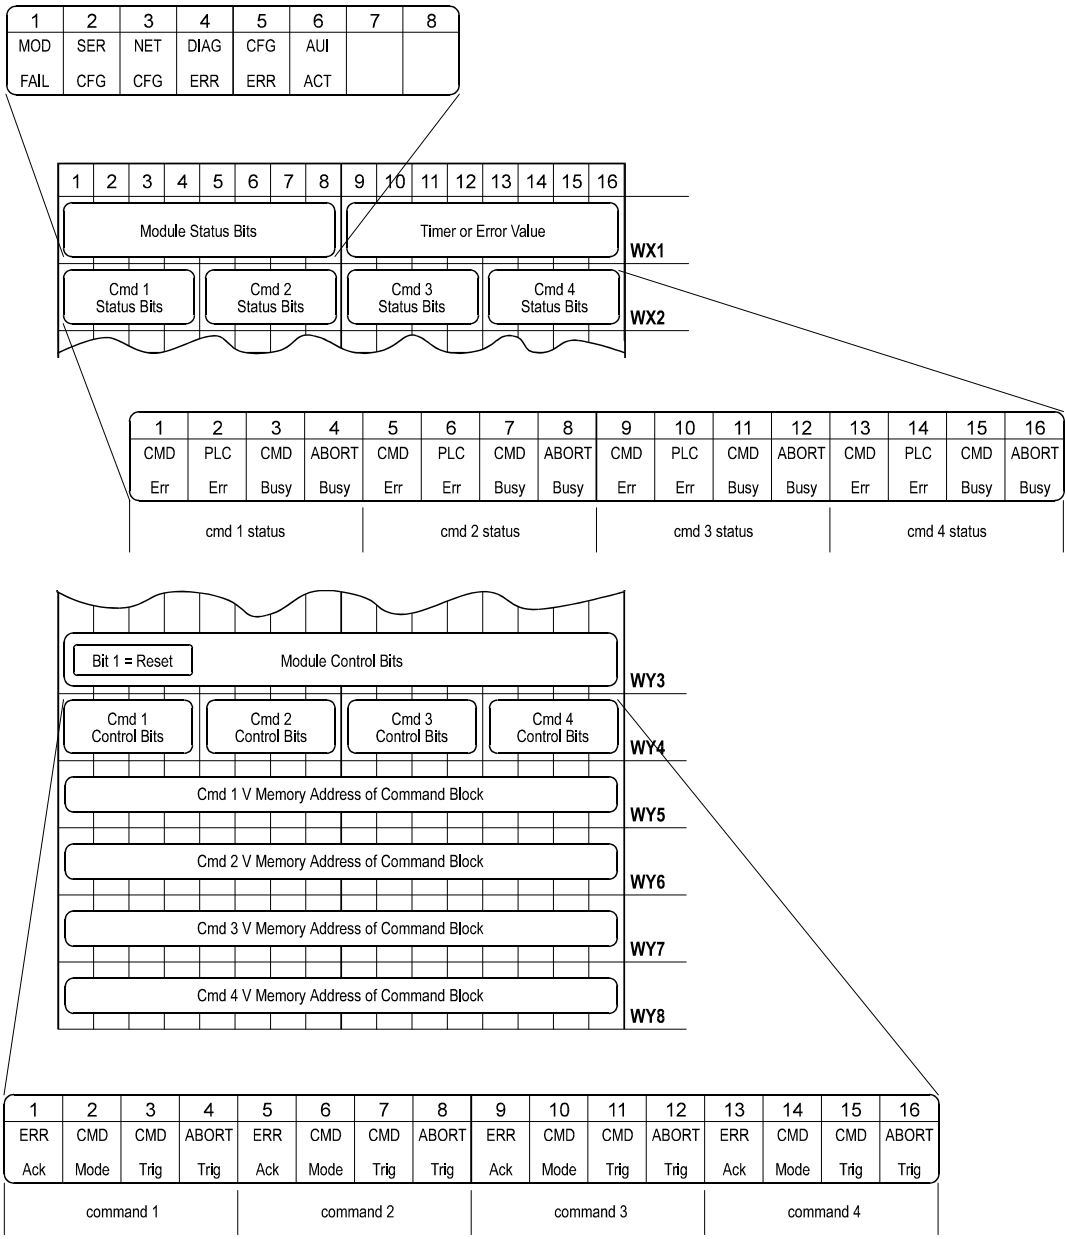 1 2 3 4 5 6 7 8
MOD SER NET DIAG CFG AUI
FAIL CFG CFG ERR ERR ACT
1 2 3 4 5 6 7 8 9 10 11 12 13 14 15 16
Module Status Bits Timer or Error Value
WX1
Cmd 1 Cmd 2 Cmd 3 Cmd 4
Status Bits Status Bits Status Bits Status Bits
WX2
1 2 3 4 5 6 7 8 9 10 11 12 13 14 15 16
CMD PLC CMD ABORT CMD PLC CMD ABORT CMD PLC CMD ABORT CMD PLC CMD ABORT
Err Err Busy Busy Err Err Busy Busy Err Err Busy Busy Err Err Busy Busy
cmd 1 status cmd 2 status cmd 3 status cmd 4 status
Bit 1 = Reset Module Control Bits
WY3
Cmd 1 Cmd 2 Cmd 3 Cmd 4
Control Bits Control Bits Control Bits Control Bits
WY4
Cmd 1 V Memory Address of Command Block
WY5
Cmd 2 V Memory Address of Command Block
WY6
Cmd 3 V Memory Address of Command Block
WY7
Cmd 4 V Memory Address of Command Block
WY8
1 2 3 4 5 6 7 8 9 10 11 12 13 14 15 16
ERR CMD CMD ABORT ERR CMD CMD ABORT ERR CMD CMD ABORT ERR CMD CMD ABORT
Ack Mode Trig Trig Ack Mode Trig Trig Ack Mode Trig Trig Ack Mode Trig Trig
command 1 command 2 command 3 command 4